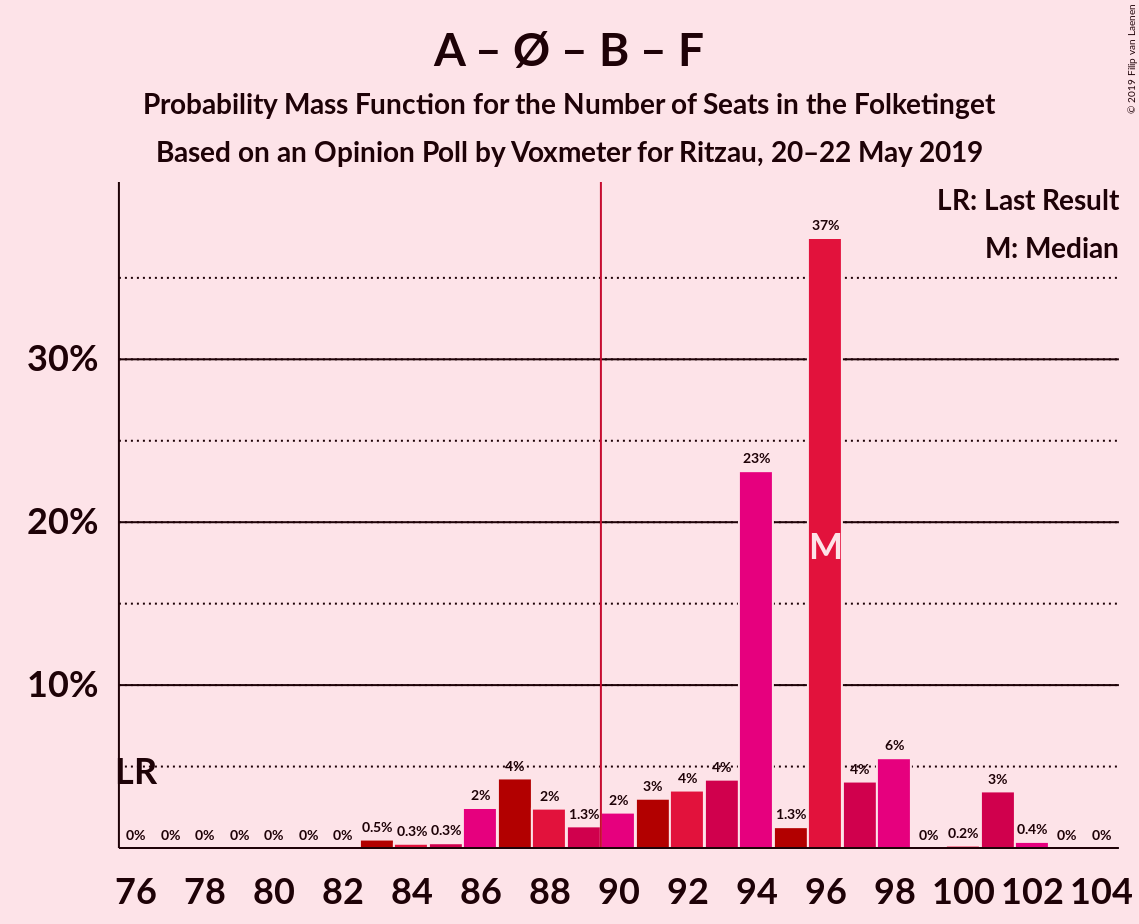 A – Ø – B – F
Probability Mass Function for the Number of Seats in the Folketinget
Based on an Opinion Poll by Voxmeter for Ritzau, 20–22 May 2019
© 2019 Filip van Laenen
LR: Last Result
M: Median
37%
30%
23%
20%
M
10%
6%
LR
4%
4%
4%
4%
3%
3%
2%
2%
2%
1.3%
1.3%
0% 0% 0% 0% 0% 0% 0% 0.5% 0.3% 0.3% 0% 0.2% 0.4% 0% 0%
76 78 80 82 84 86 88 90 92 94 96 98 100 102 104